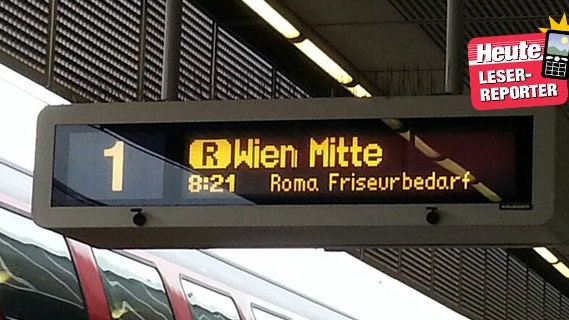 Heute
LESER-
REPORTER
1
R Wien Mitte
8:21 Roma Friseurbedarf